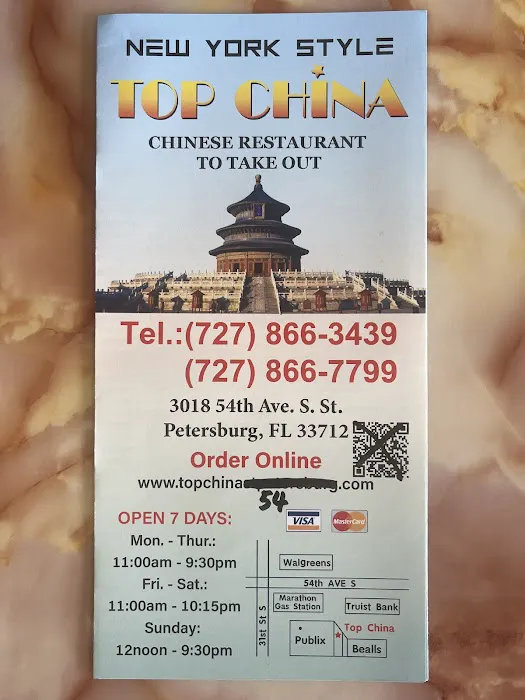 NEW YORK STYLE
TOP CHINA
CHINESE RESTAURANT
TO TAKE OUT
Tel.:(727) 866-3439
(727) 866-7799
3018 54th Ave. S. St.
Petersburg, FL 33712
Order Online
www.topchina .com
54
OPEN 7 DAYS:
Mon. - Thur.:
11:00am - 9:30pm
Fri. - Sat.:
11:00am - 10:15pm
Sunday:
12noon - 9:30pm
VISA
MasterCard
Walgreens
54th AVE S
31st St S
Marathon
Gas Station
Truist Bank
Top China
Publix
Bealls